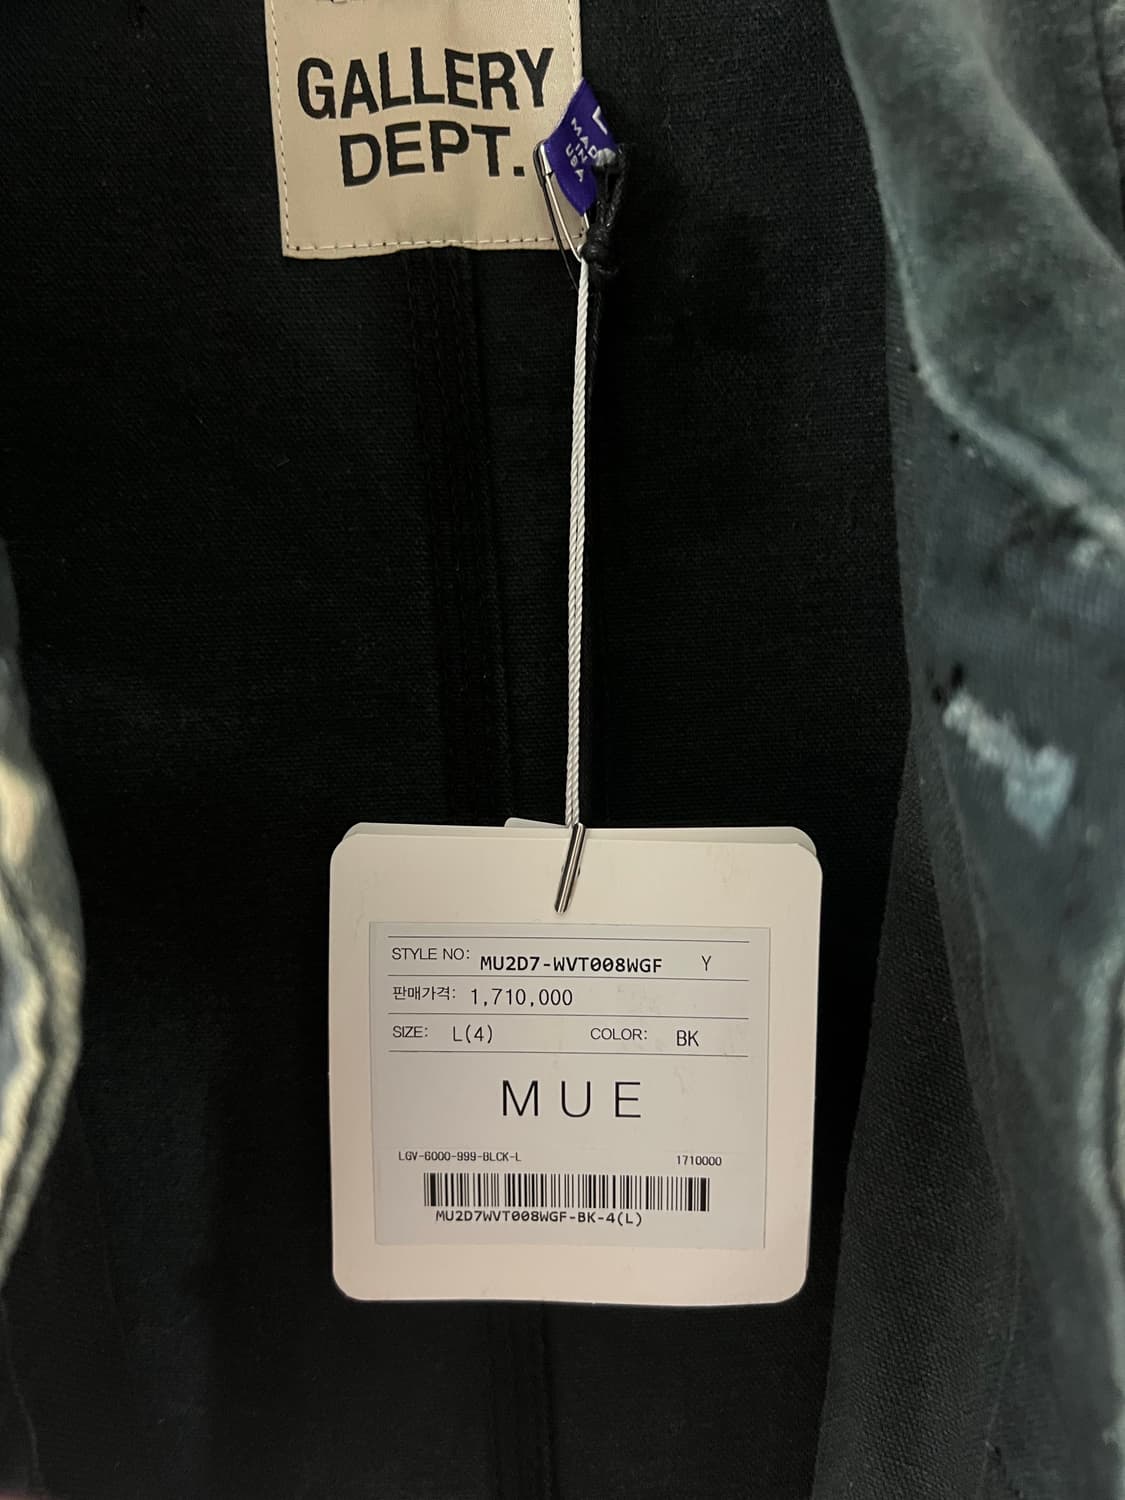 GALLERY
DEPT.
MADE
IN
USA
STYLE NO: MU2D7-WVT008WGF Y
판매가격: 1,710,000
SIZE: L(4) COLOR: BK
MUE
LGV-6000-999-BLCK-L 1710000
MU2D7WVT008WGF-BK-4(L)